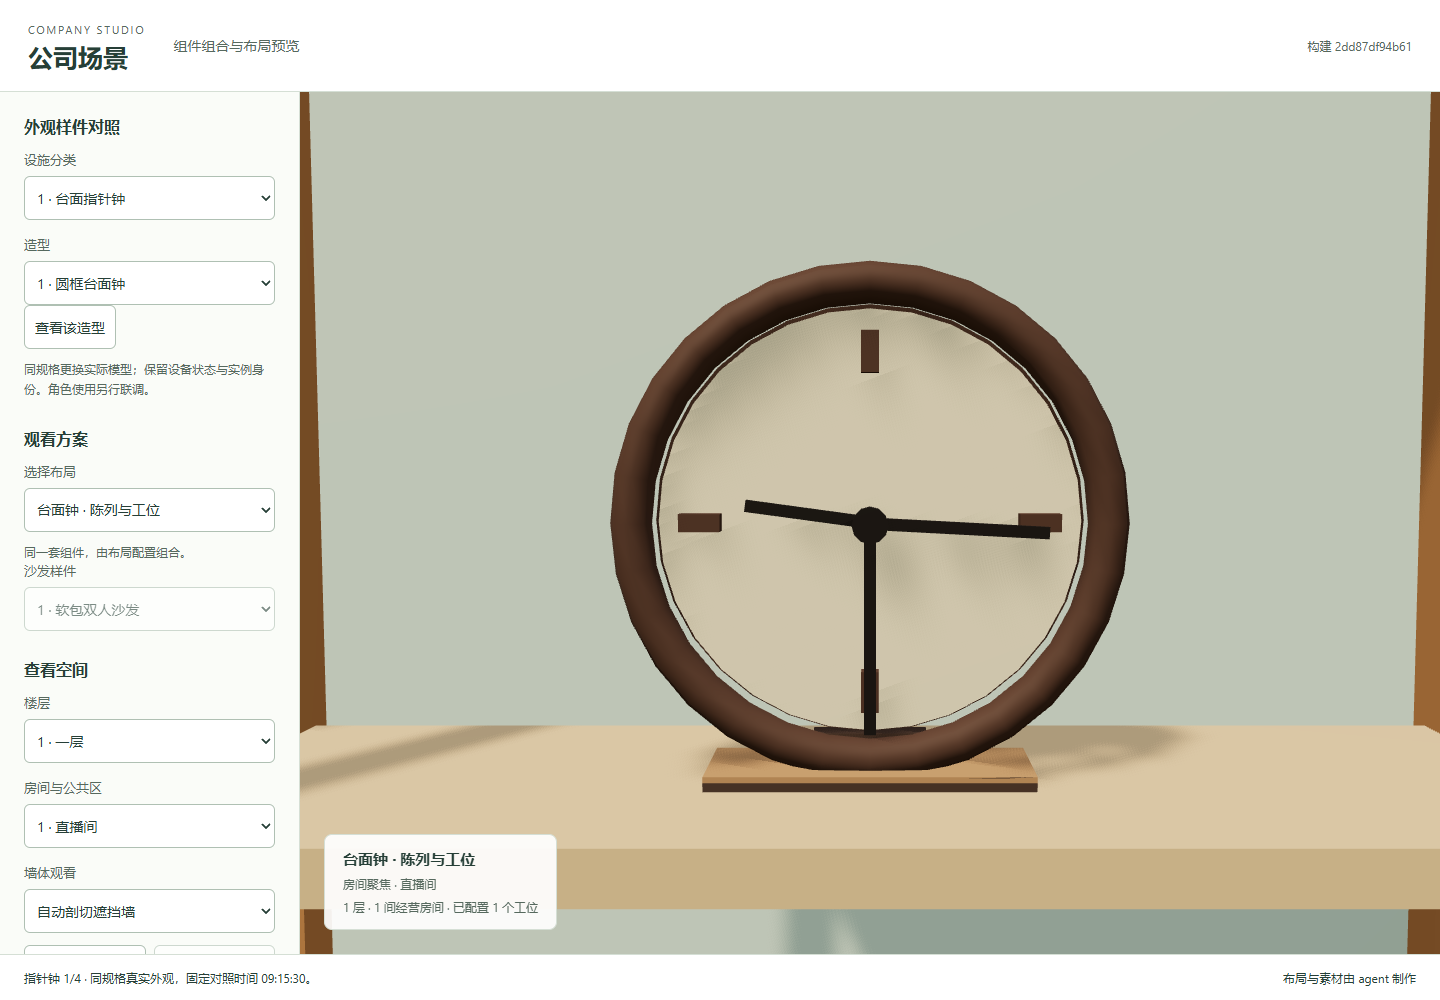 COMPANY STUDIO
公司场景
组件组合与布局预览
构建 2dd87df94b61
外观样件对照
设施分类
1 · 台面指针钟
造型
1 · 圆框台面钟
查看该造型
同规格更换实际模型；保留设备状态与实例身
份。角色使用另行联调。
观看方案
选择布局
台面钟 · 陈列与工位
同一套组件，由布局配置组合。
沙发样件
1 · 软包双人沙发
查看空间
楼层
1 · 一层
房间与公共区
1 · 直播间
墙体观看
自动剖切遮挡墙
台面钟 · 陈列与工位
房间聚焦 · 直播间
1 层 · 1 间经营房间 · 已配置 1 个工位
指针钟 1/4 · 同规格真实外观，固定对照时间 09:15:30。
布局与素材由 agent 制作